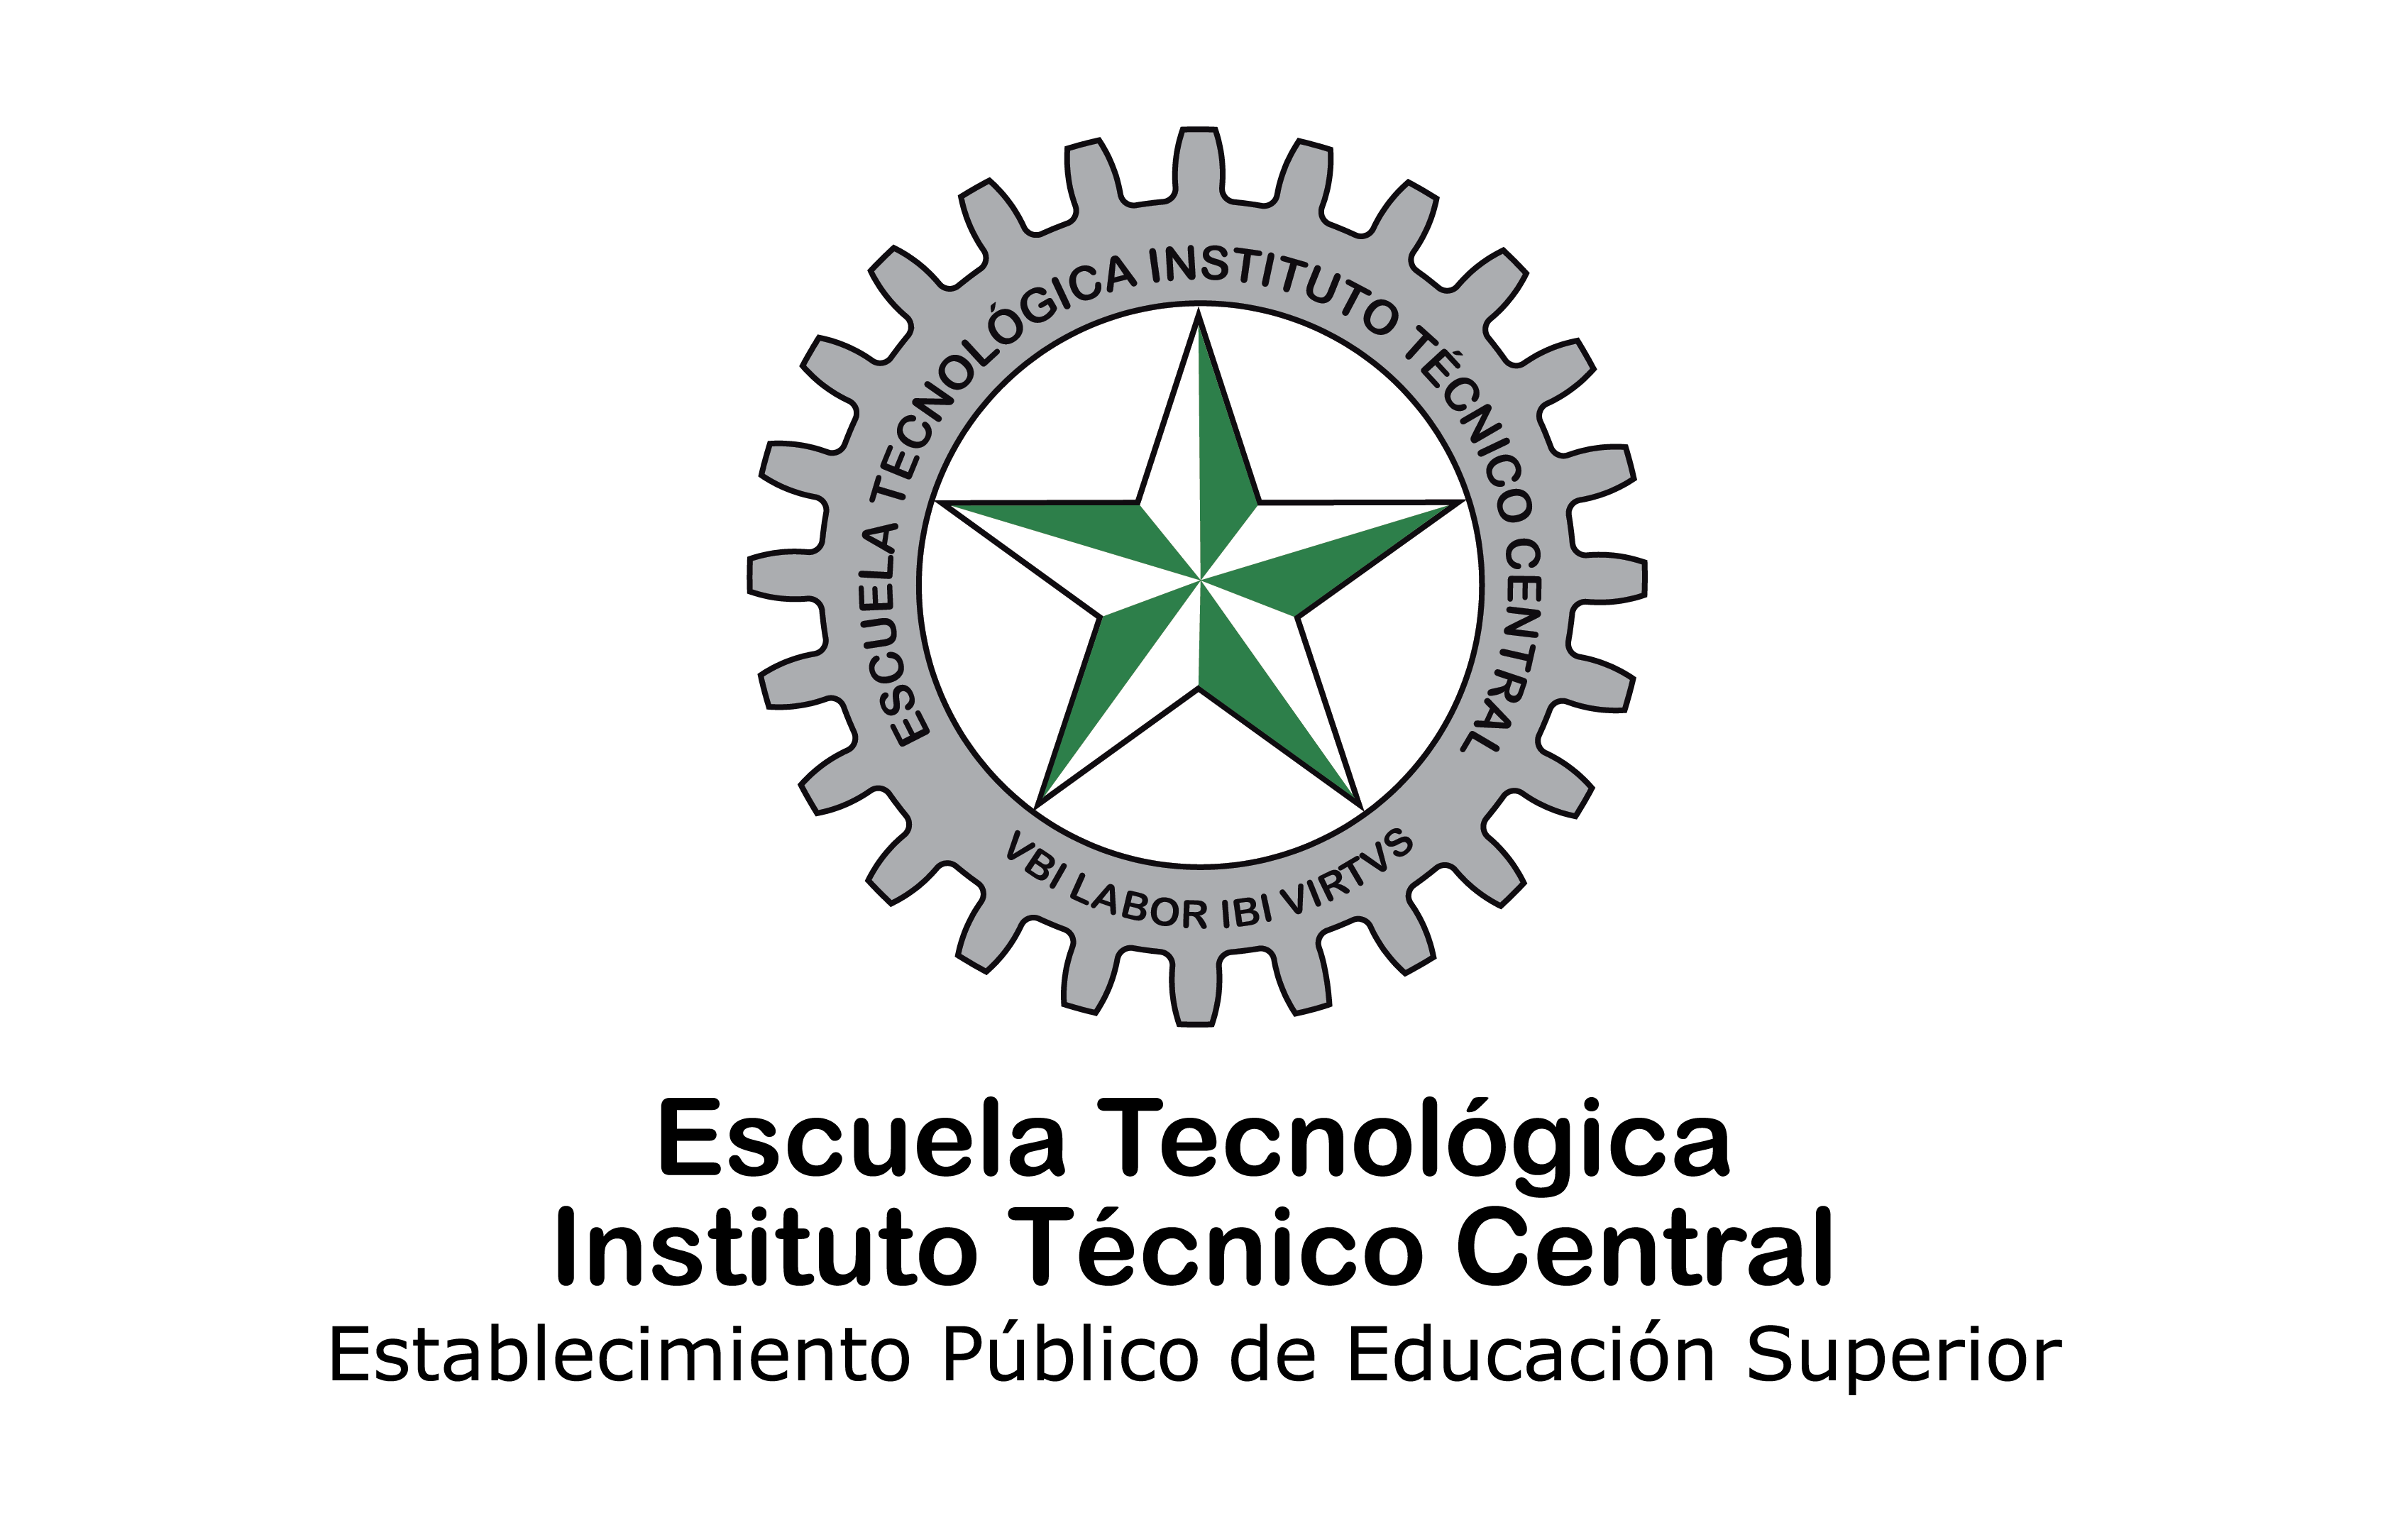 ESCUELA TECNOLÓGICA INSTITUTO TÉCNICO CENTRAL
VBI LABOR IBI VIRTVS
Escuela Tecnológica
Instituto Técnico Central
Establecimiento Público de Educación Superior